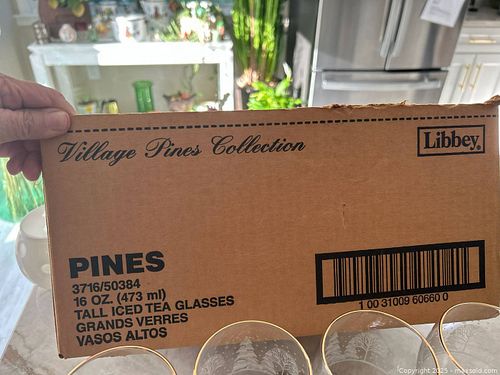 Village Pines Collection
Libbey®
PINES
3716/50384
16 OZ. (473 ml)
TALL ICED TEA GLASSES
GRANDS VERRES
VASOS ALTOS
1 00 31009 60660 0
Copyright 2025 - maxsold.com